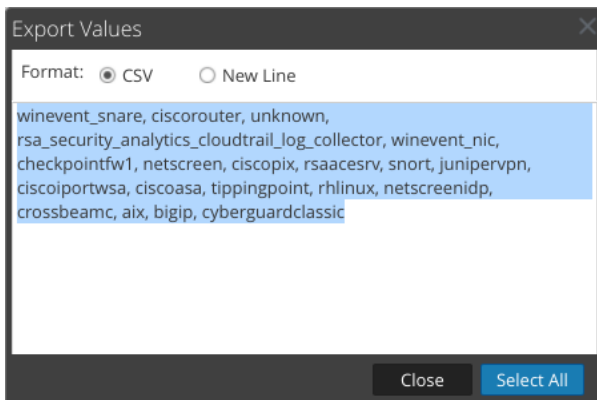 Export Values
Format: CSV New Line
winevent_snare, ciscorouter, unknown,
rsa_security_analytics_cloudtrail_log_collector, winevent_nic,
checkpointfw1, netscreen, ciscopix, rsaacesrv, snort, junipervpn,
ciscoiportwsa, ciscoasa, tippingpoint, rhlinux, netscreenidp,
crossbeamc, aix, bigip, cyberguardclassic
Close Select All